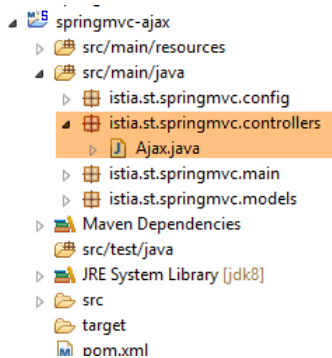 springmvc-ajax
src/main/resources
src/main/java
istia.st.springmvc.config
istia.st.springmvc.controllers
Ajax.java
istia.st.springmvc.main
istia.st.springmvc.models
Maven Dependencies
src/test/java
JRE System Library [jdk8]
src
target
pom.xml